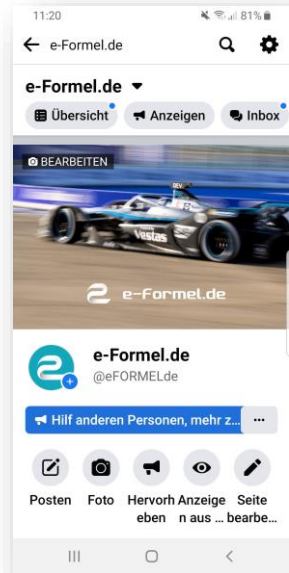 11:20 81%
e-Formel.de
e-Formel.de
Übersicht Anzeigen Inbox
BEARBEITEN
Vestas
e-Formel.de
e-Formel.de
@eFORMELde
Hilf anderen Personen, mehr z... ...
Posten Foto Hervorh Anzeige Seite
eben n aus ... bearbe...